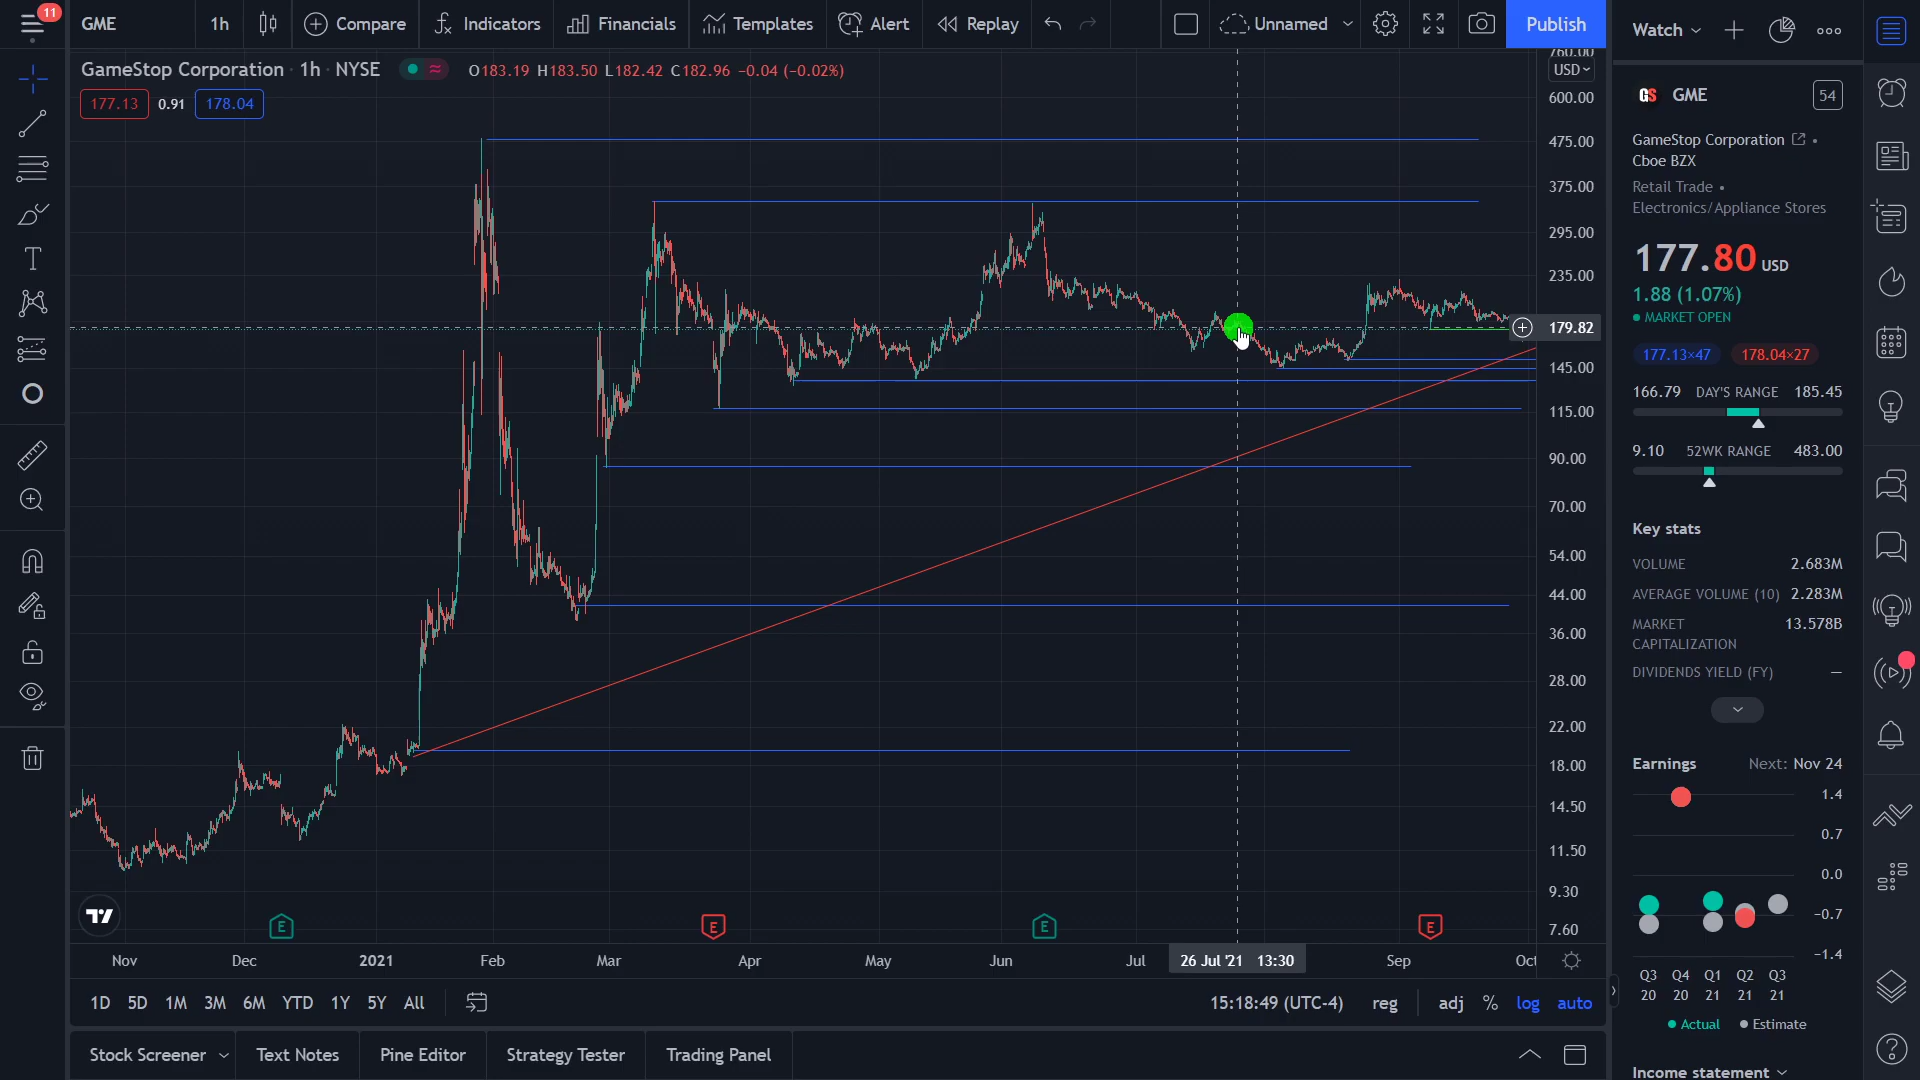 11
GME
1h
Compare
Indicators
Financials
Templates
Alert
Replay
Unnamed
Publish
Watch
GameStop Corporation · 1h · NYSE
O183.19 H183.50 L182.42 C182.96 −0.04 (−0.02%)
177.13 0.91 178.04
760.00
USD
600.00
475.00
375.00
295.00
235.00
179.82
145.00
115.00
90.00
70.00
54.00
44.00
36.00
28.00
22.00
18.00
14.50
11.50
9.30
7.60
E E E E
Nov Dec 2021 Feb Mar Apr May Jun Jul 26 Jul '21 13:30 Sep Oct
1D 5D 1M 3M 6M YTD 1Y 5Y All
15:18:49 (UTC-4) reg adj % log auto
Stock Screener Text Notes Pine Editor Strategy Tester Trading Panel
GS GME 54
GameStop Corporation •
Cboe BZX
Retail Trade •
Electronics/Appliance Stores
177.80 USD
1.88 (1.07%)
• MARKET OPEN
177.13×47 178.04×27
166.79 DAY'S RANGE 185.45
9.10 52WK RANGE 483.00
Key stats
VOLUME 2.683M
AVERAGE VOLUME (10) 2.283M
MARKET CAPITALIZATION 13.578B
DIVIDENDS YIELD (FY) —
Earnings Next: Nov 24
1.4
0.7
0.0
−0.7
−1.4
Q3 Q4 Q1 Q2 Q3
20 20 21 21 21
• Actual • Estimate
Income statement